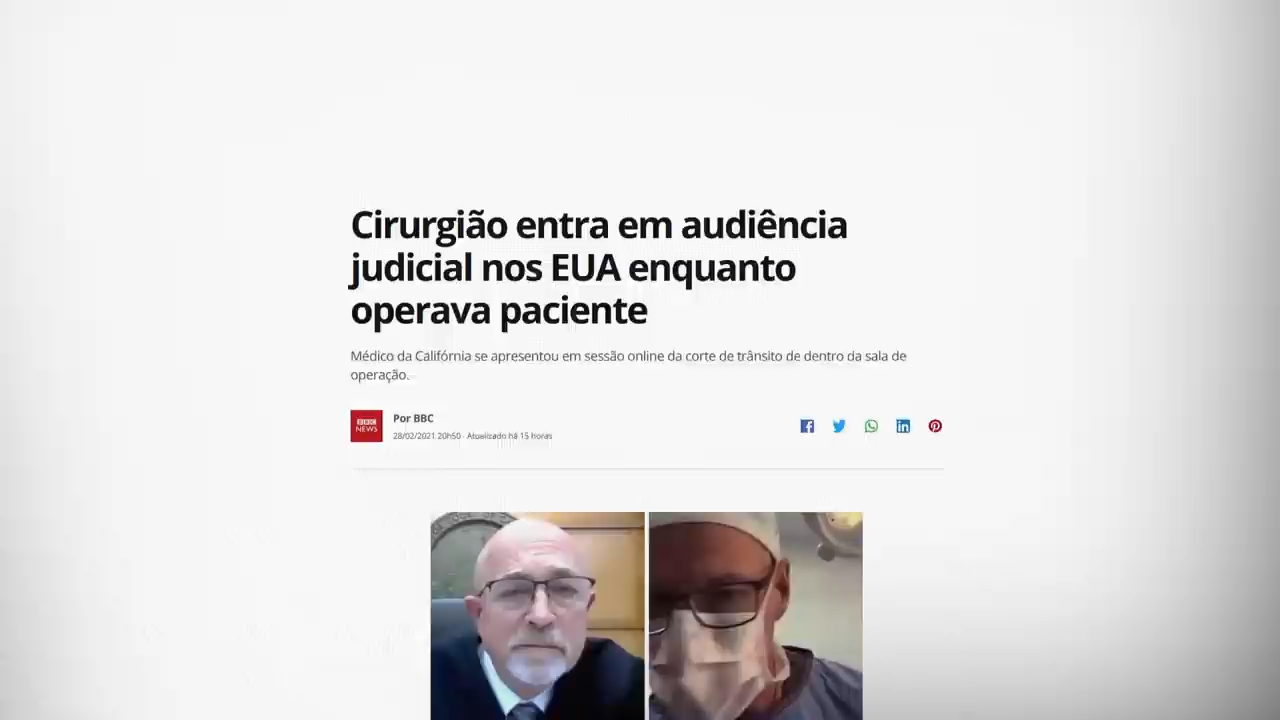 Cirurgião entra em audiência
judicial nos EUA enquanto
operava paciente
Médico da Califórnia se apresentou em sessão online da corte de trânsito de dentro da sala de
operação.
BBC
NEWS
Por BBC
28/02/2021 20h50 · Atualizado há 15 horas